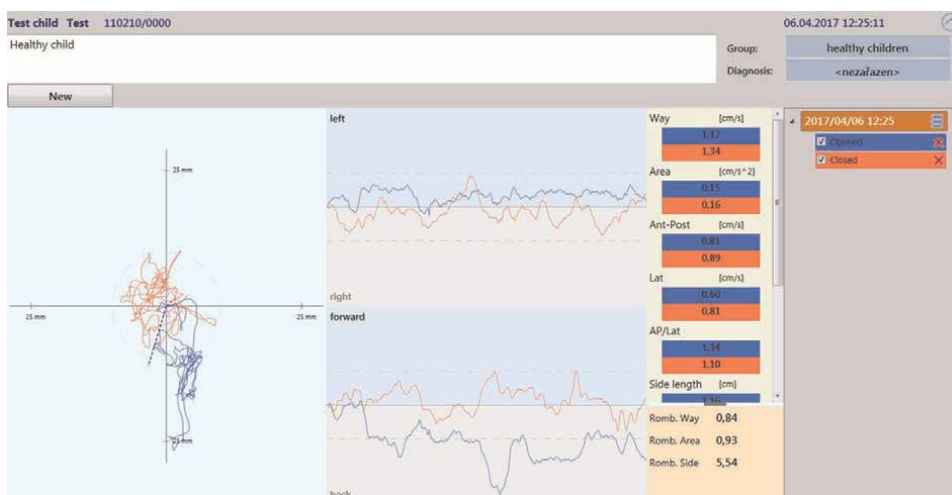 Test child Test 110210/0000
06.04.2017 12:25:11
Healthy child
Group: healthy children
Diagnosis: <nezařazen>
New
25 mm
25 mm
25 mm
25 mm
left
right
forward
back
Way [cm/s]
1,17
1,34
Area [cm/s^2]
0,15
0,16
Ant-Post [cm/s]
0,81
0,89
Lat [cm/s]
0,60
0,81
AP/Lat
1,34
1,10
Side length [cm]
1,16
Romb. Way 0,84
Romb. Area 0,93
Romb. Side 5,54
2017/04/06 12:25
Opened
Closed